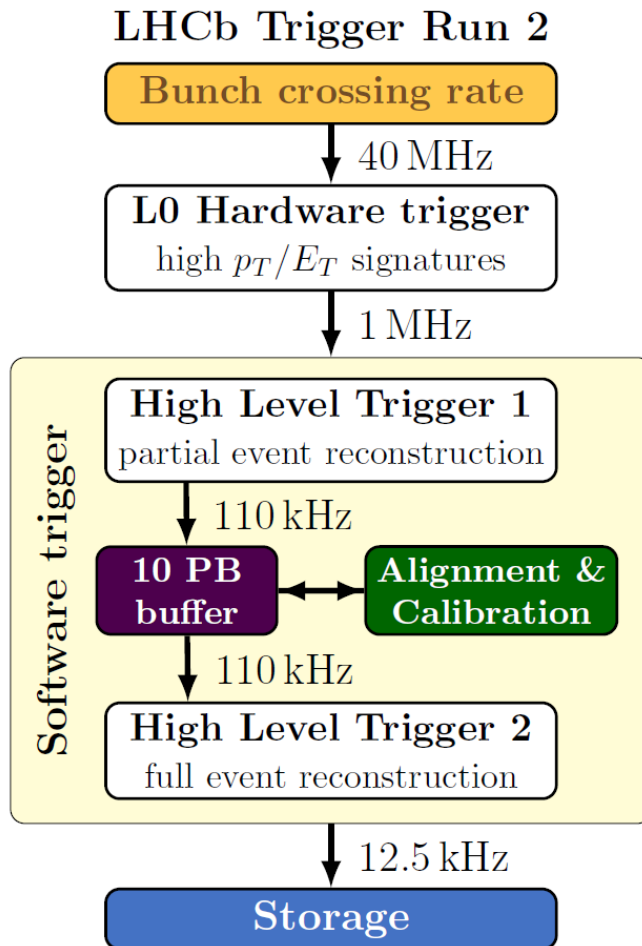 LHCb Trigger Run 2
Bunch crossing rate
40 MHz
L0 Hardware trigger
high p_T/E_T signatures
1 MHz
Software trigger
High Level Trigger 1
partial event reconstruction
110 kHz
10 PB
buffer
Alignment &
Calibration
110 kHz
High Level Trigger 2
full event reconstruction
12.5 kHz
Storage